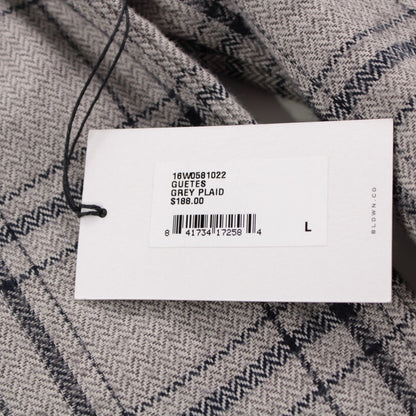 16W0581022
GUETES
GREY PLAID
$188.00
8 41734 17258 4
L
BLDWN.CO